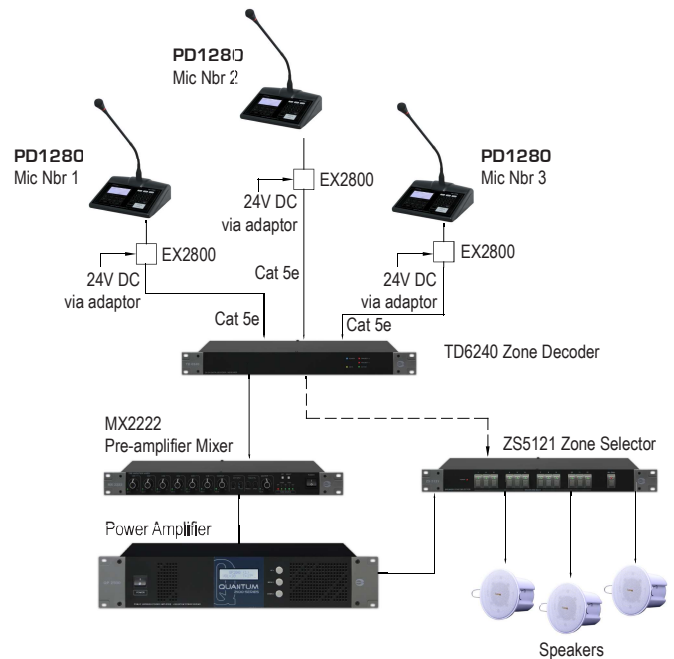 PD1280
Mic Nbr 2
PD1280
Mic Nbr 1
PD1280
Mic Nbr 3
EX2800
24V DC
via adaptor
EX2800
24V DC
via adaptor
EX2800
24V DC
via adaptor
Cat 5e
Cat 5e
Cat 5e
TD6240 Zone Decoder
MX2222
Pre-amplifier Mixer
ZS5121 Zone Selector
Power Amplifier
QUANTUM
Speakers